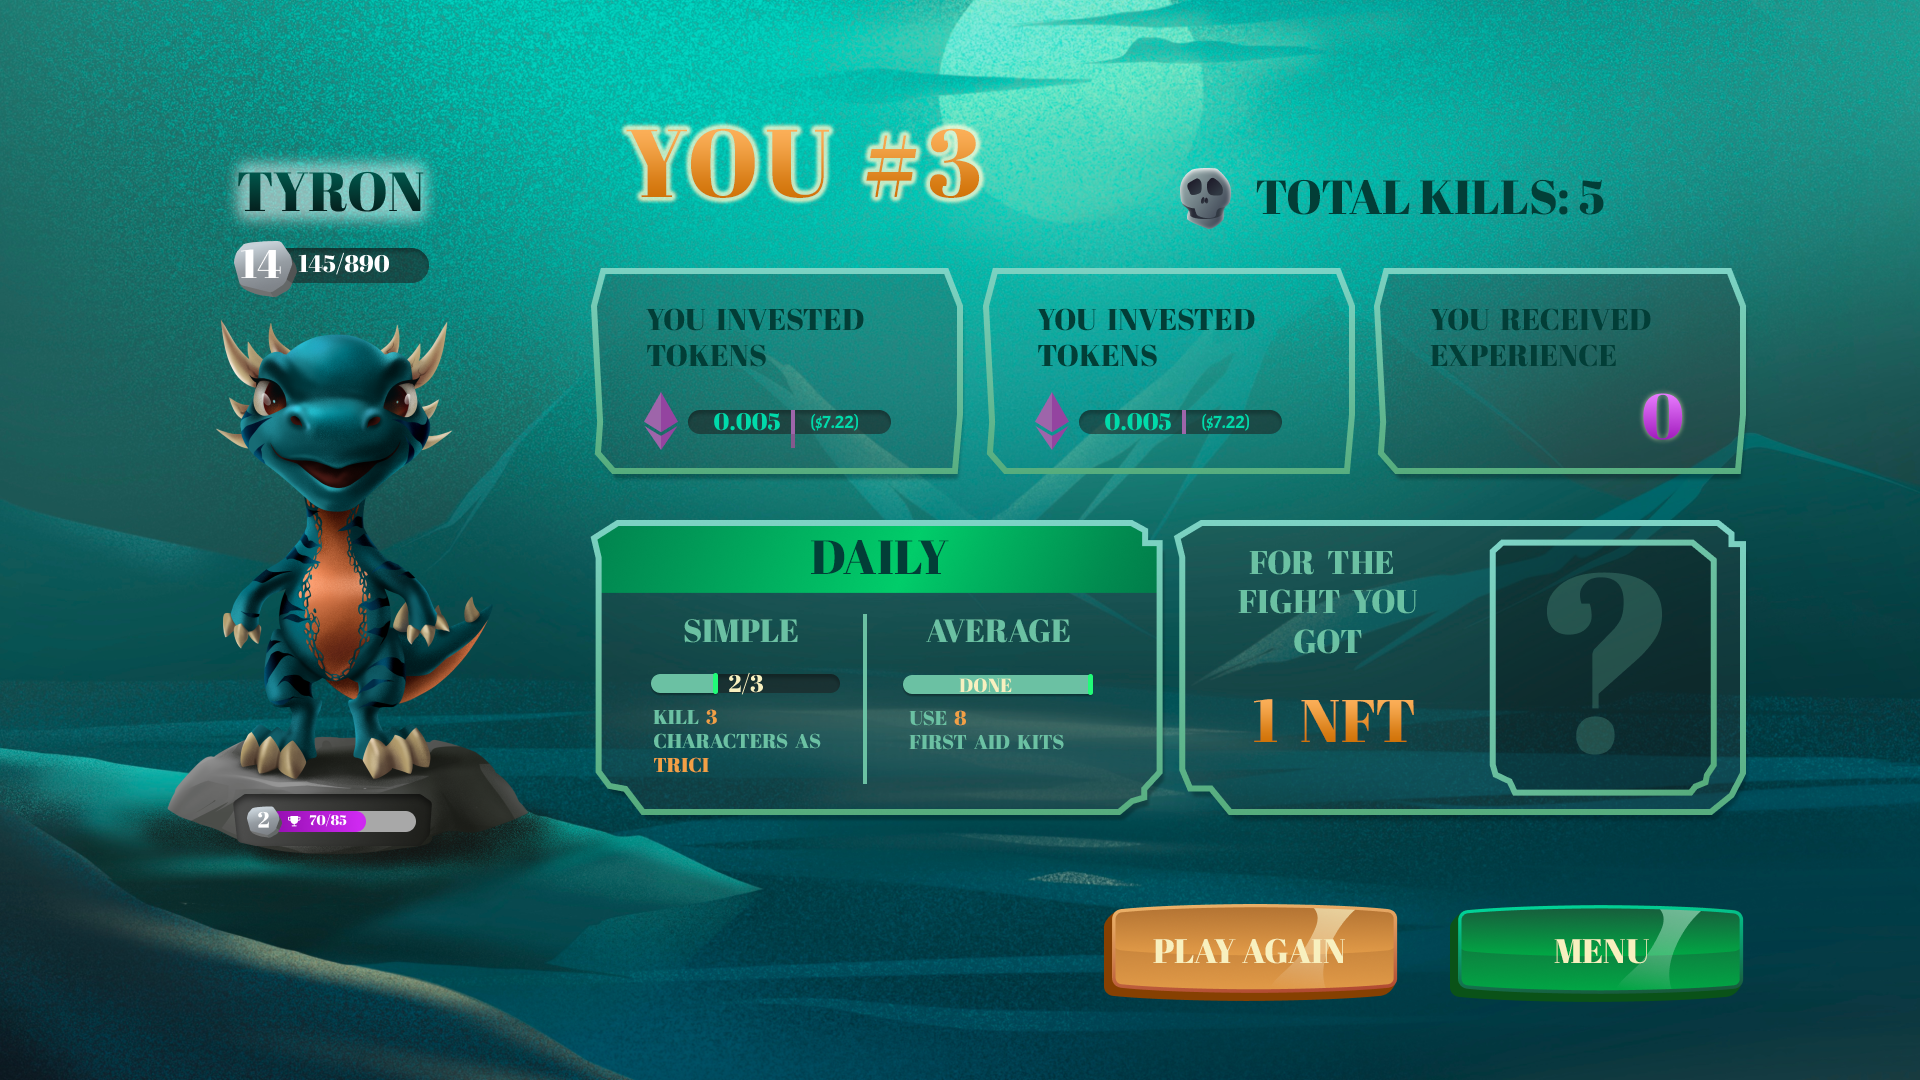 YOU #3
TYRON
TOTAL KILLS: 5
14 145/890
YOU INVESTED
TOKENS
0.005 ($7.22)
YOU INVESTED
TOKENS
0.005 ($7.22)
YOU RECEIVED
EXPERIENCE
0
DAILY
SIMPLE
2/3
KILL 3
CHARACTERS AS
TRICI
AVERAGE
DONE
USE 8
FIRST AID KITS
FOR THE
FIGHT YOU
GOT
1 NFT
?
2 70/85
PLAY AGAIN
MENU